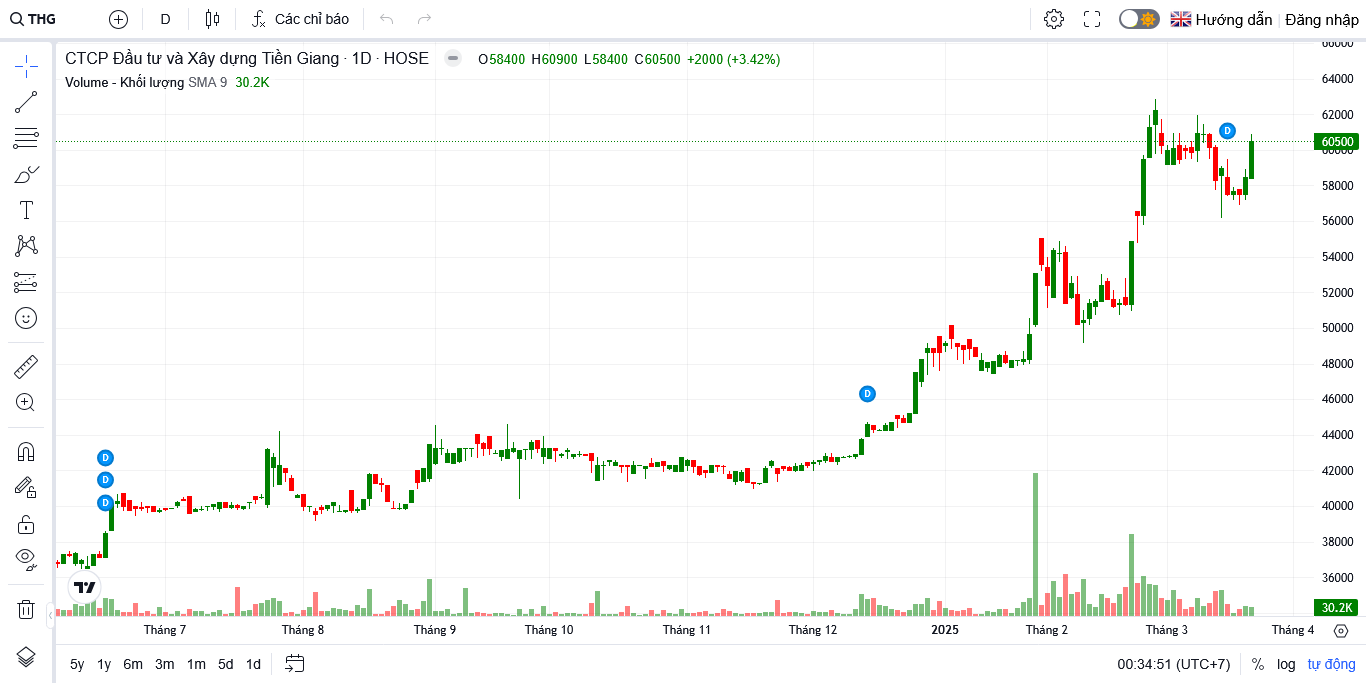 THG D Các chỉ báo Hướng dẫn Đăng nhập
CTCP Đầu tư và Xây dựng Tiền Giang · 1D · HOSE O58400 H60900 L58400 C60500 +2000 (+3.42%)
Volume - Khối lượng SMA 9 30.2K
66000
64000
62000
60500
60000
58000
56000
54000
52000
50000
48000
46000
44000
42000
40000
38000
36000
30.2K
D
D
D
D
D
Tháng 7 Tháng 8 Tháng 9 Tháng 10 Tháng 11 Tháng 12 2025 Tháng 2 Tháng 3 Tháng 4
5y 1y 6m 3m 1m 5d 1d 00:34:51 (UTC+7) % log tự động